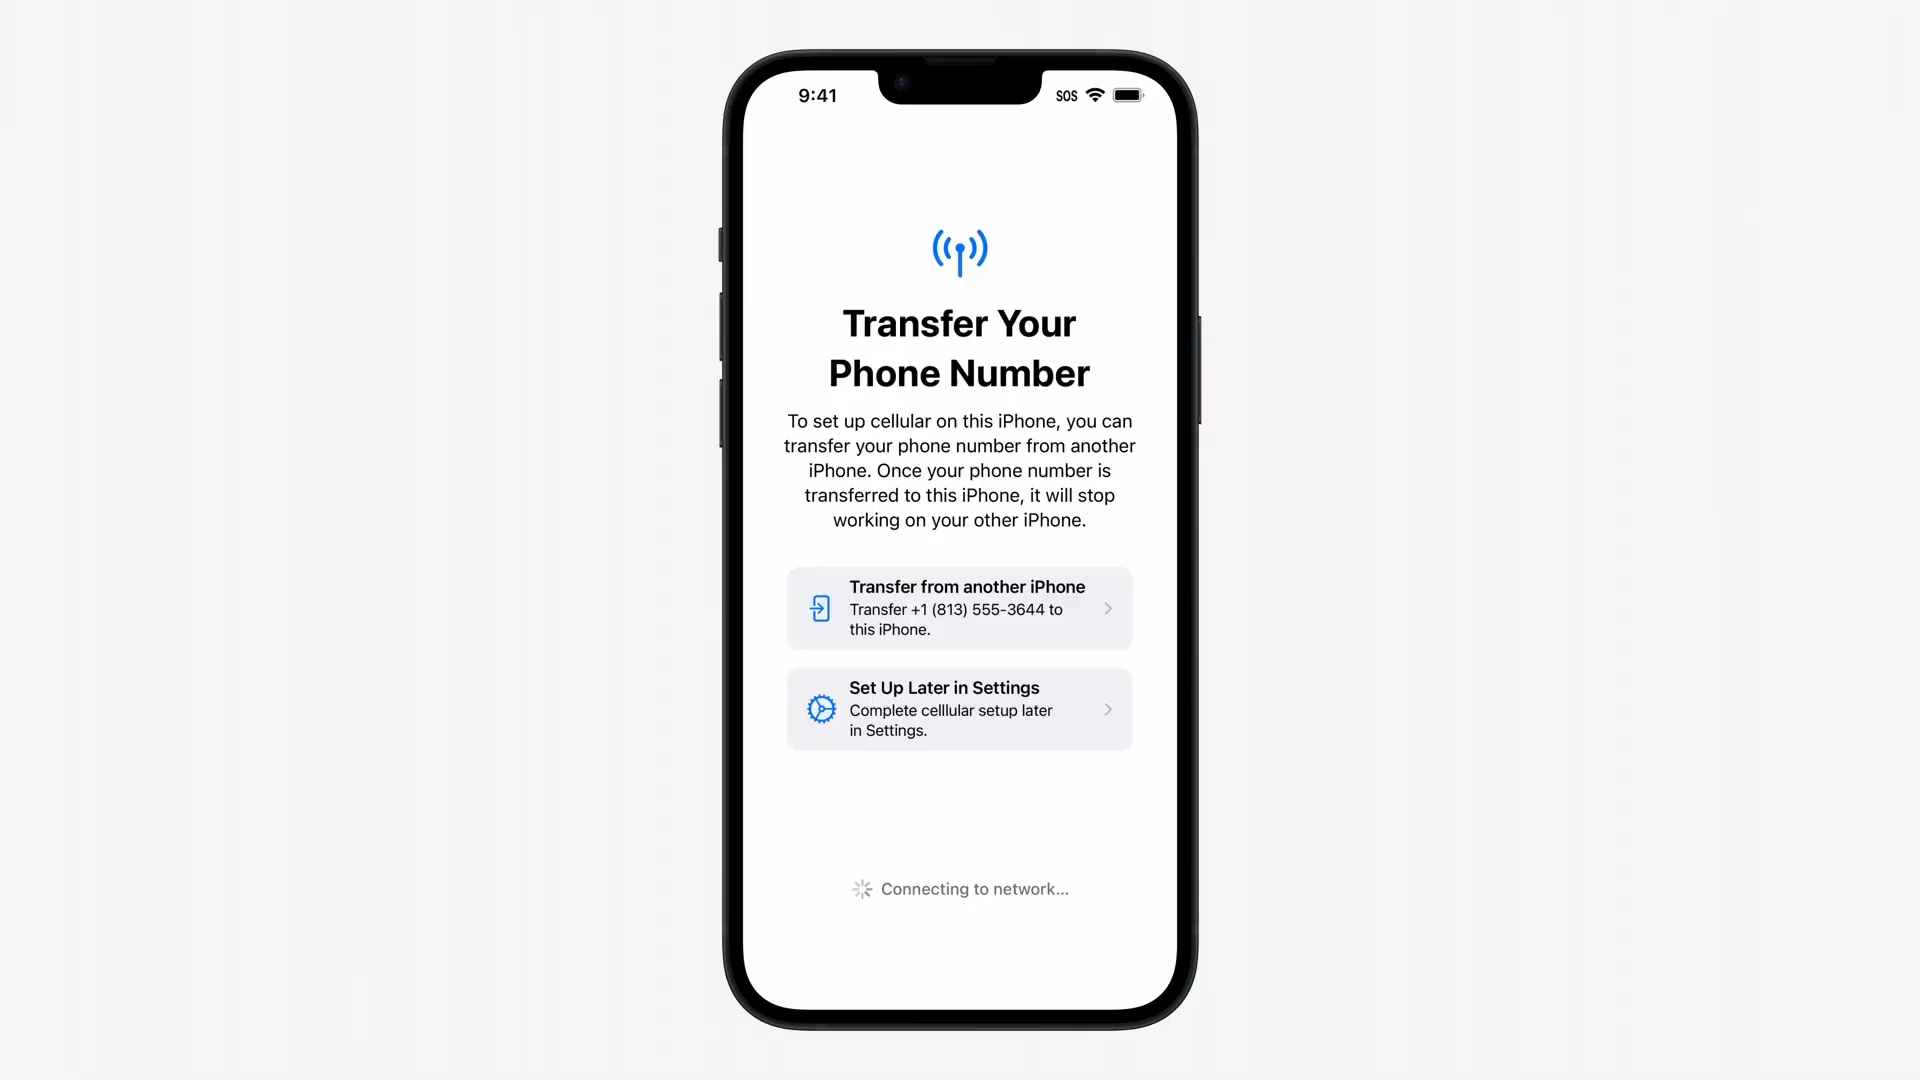 9:41
SOS
Transfer Your
Phone Number
To set up cellular on this iPhone, you can
transfer your phone number from another
iPhone. Once your phone number is
transferred to this iPhone, it will stop
working on your other iPhone.
Transfer from another iPhone
Transfer +1 (813) 555-3644 to
this iPhone.
Set Up Later in Settings
Complete celllular setup later
in Settings.
Connecting to network...